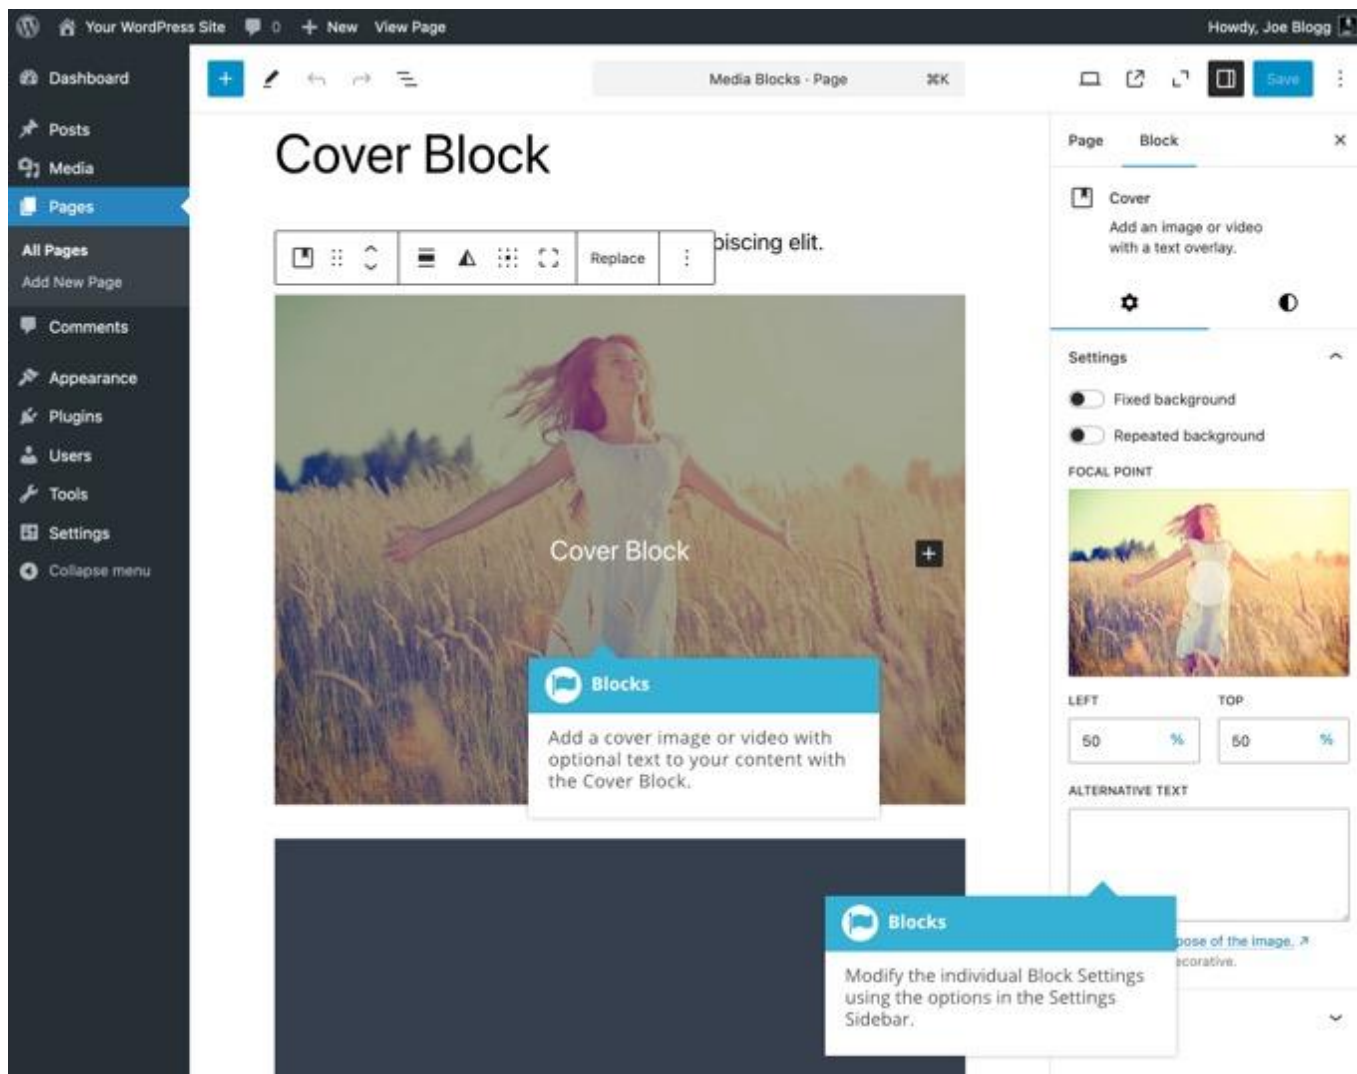 Your WordPress Site 0 + New View Page Howdy, Joe Blogg
Dashboard
Posts
Media
Pages
All Pages
Add New Page
Comments
Appearance
Plugins
Users
Tools
Settings
Collapse menu
Media Blocks · Page ⌘K
Save
Cover Block
piscing elit.
Replace
Cover Block
Blocks
Add a cover image or video with
optional text to your content with
the Cover Block.
Page Block
Cover
Add an image or video
with a text overlay.
Settings
Fixed background
Repeated background
FOCAL POINT
LEFT TOP
50 % 50 %
ALTERNATIVE TEXT
pose of the image.
ecorative.
Blocks
Modify the individual Block Settings
using the options in the Settings
Sidebar.